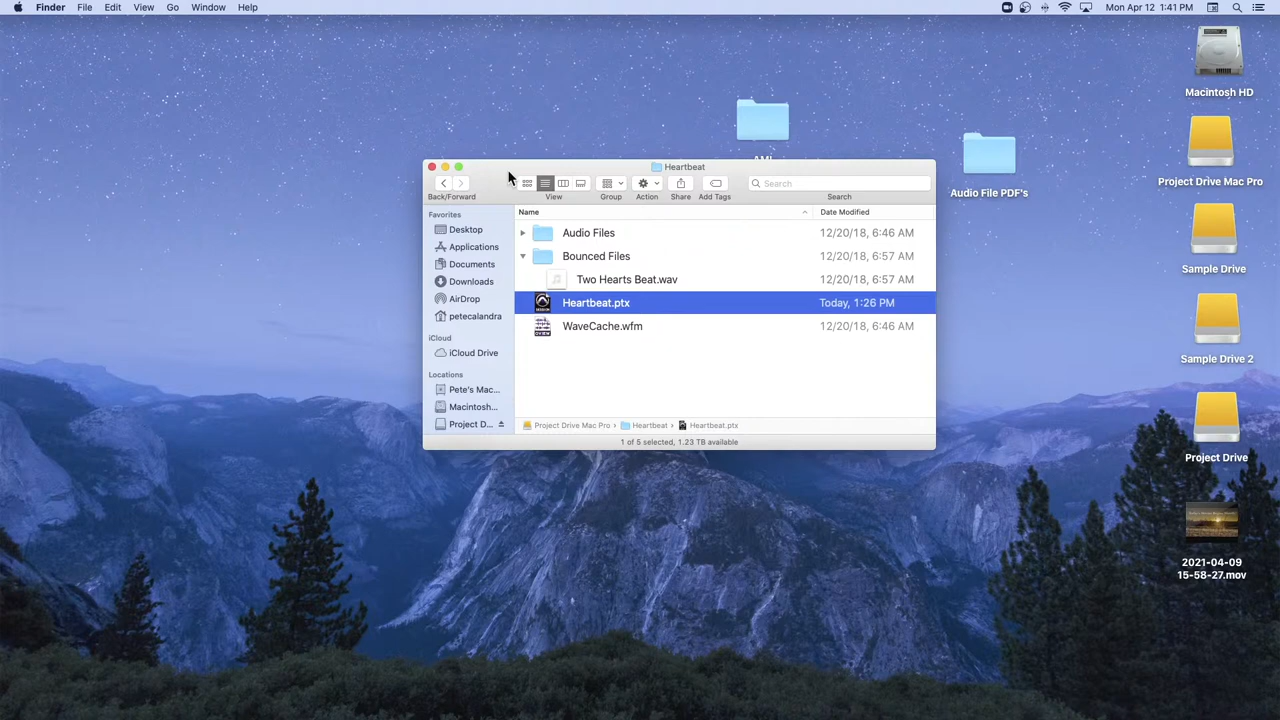 Finder File Edit View Go Window Help
Mon Apr 12 1:41 PM
Macintosh HD
Project Drive Mac Pro
Audio File PDF's
Sample Drive
Sample Drive 2
Project Drive
2021-04-09
15-58-27.mov
Heartbeat
Search
Back/Forward View Group Action Share Add Tags Search
Favorites
Desktop
Applications
Documents
Downloads
AirDrop
petecalandra
iCloud
iCloud Drive
Locations
Pete's Mac...
Macintosh...
Project D...
Name Date Modified
Audio Files 12/20/18, 6:46 AM
Bounced Files 12/20/18, 6:57 AM
Two Hearts Beat.wav 12/20/18, 6:57 AM
Heartbeat.ptx Today, 1:26 PM
WaveCache.wfm 12/20/18, 6:46 AM
Project Drive Mac Pro › Heartbeat › Heartbeat.ptx
1 of 5 selected, 1.23 TB available